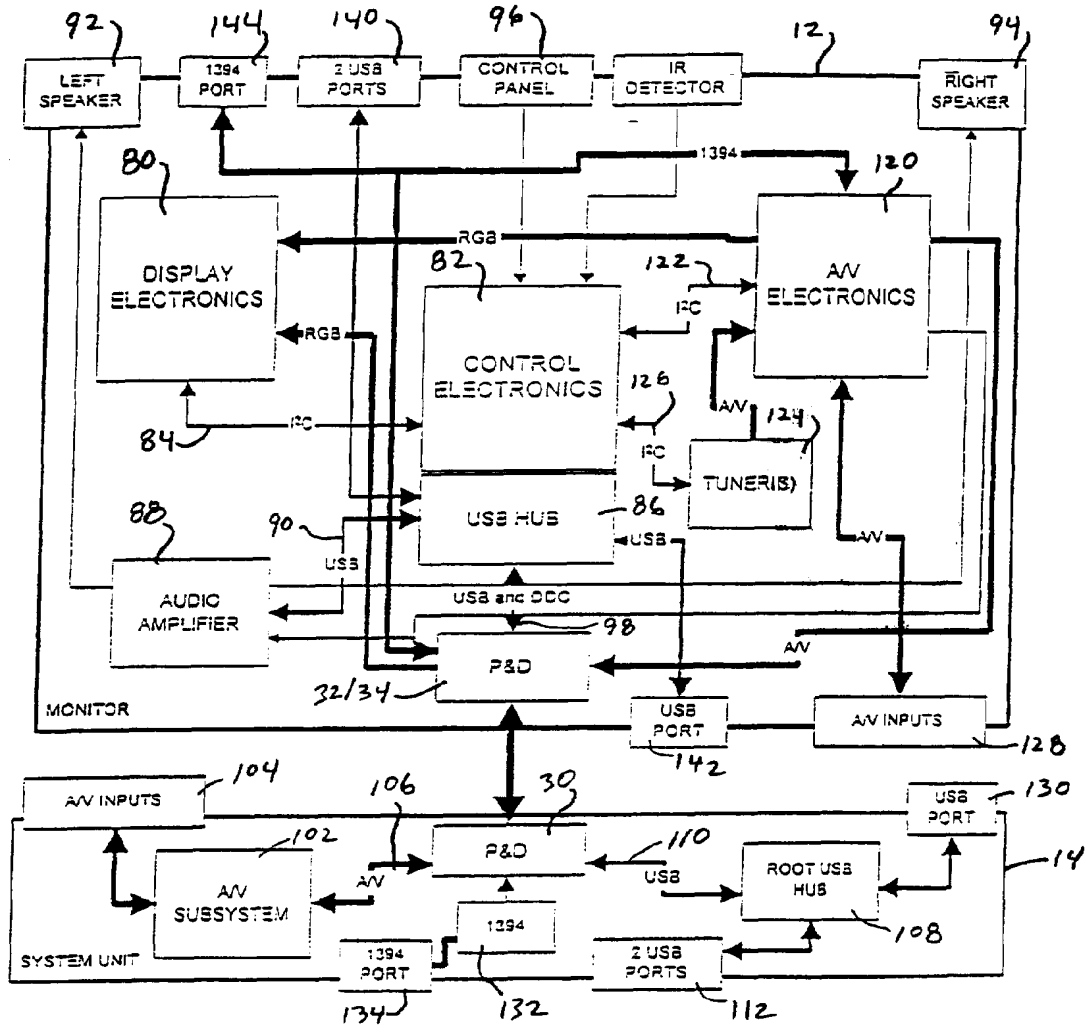 92
144
140
96
12
94
LEFT
SPEAKER
1394
PORT
2 USB
PORTS
CONTROL
PANEL
IR
DETECTOR
RIGHT
SPEAKER
1394
80
120
RGB
82
122
DISPLAY
ELECTRONICS
A/V
ELECTRONICS
I²C
RGB
CONTROL
ELECTRONICS
126
A/V
124
84
I²C
I²C
TUNER(S)
88
90
USB HUB
86
USB
A/V
USB
AUDIO
AMPLIFIER
USB and DDC
98
A/V
P&D
32/34
MONITOR
USB
PORT
142
A/V INPUTS
128
104
A/V INPUTS
106
30
USB
PORT
130
102
P&D
110
14
A/V
SUBSYSTEM
A/V
USB
ROOT USB
HUB
1394
108
SYSTEM UNIT
1394
PORT
134
132
2 USB
PORTS
112